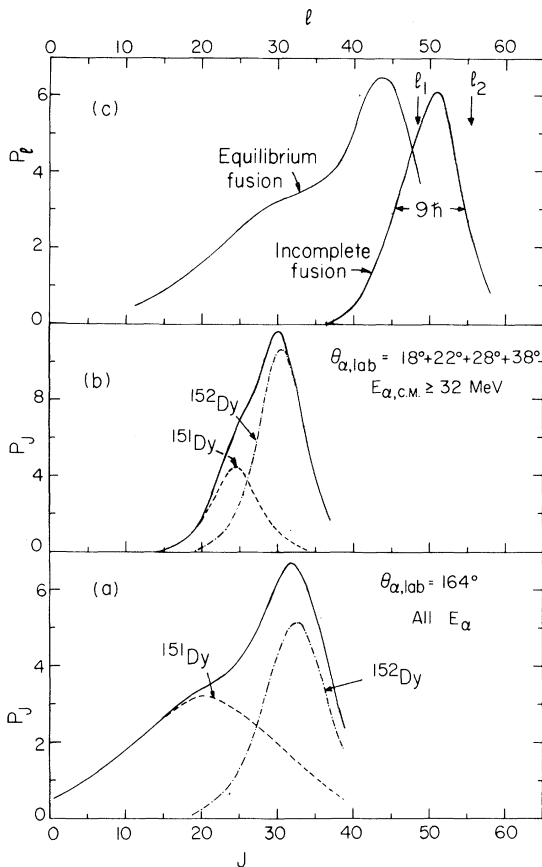 ℓ
0 10 20 30 40 50 60
(c)
ℓ₁ ℓ₂
6
4
2
0
Pℓ
Equilibrium
fusion
9ħ
Incomplete
fusion
(b)
θα,lab = 18°+22°+28°+38°
Eα,C.M. ≥ 32 MeV
152Dy
151Dy
8
4
0
PJ
(a)
θα,lab = 164°
All Eα
151Dy
152Dy
6
4
2
0
PJ
0 10 20 30 40 50 60
J